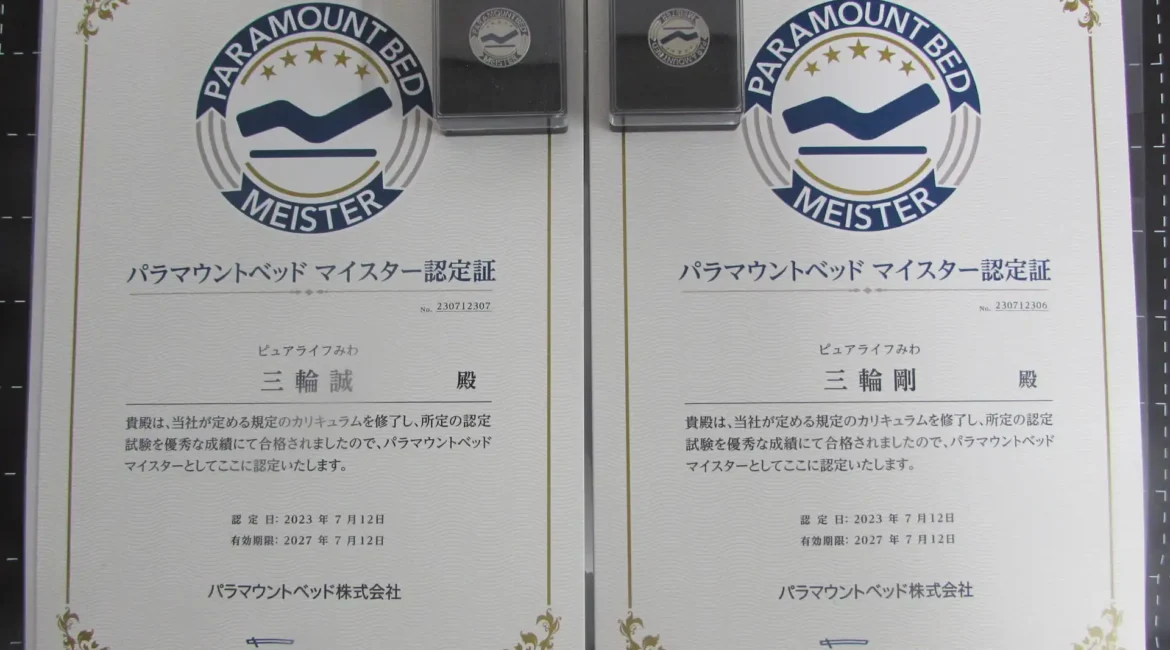 PARAMOUNT BED
MEISTER
パラマウントベッド マイスター認定証
No. 230712307
ピュアライフみわ
三輪誠 殿
貴殿は、当社が定める規定のカリキュラムを修了し、所定の認定
試験を優秀な成績にて合格されましたので、パラマウントベッド
マイスターとしてここに認定いたします。
認定日: 2023 年 7 月12日
有効期限: 2027 年 7 月12日
パラマウントベッド株式会社
PARAMOUNT BED
MEISTER
PARAMOUNT BED
MEISTER
PARAMOUNT BED
MEISTER
パラマウントベッド マイスター認定証
No. 230712306
ピュアライフみわ
三輪剛 殿
貴殿は、当社が定める規定のカリキュラムを修了し、所定の認定
試験を優秀な成績にて合格されましたので、パラマウントベッド
マイスターとしてここに認定いたします。
認定日: 2023 年 7 月12日
有効期限: 2027 年 7 月12日
パラマウントベッド株式会社